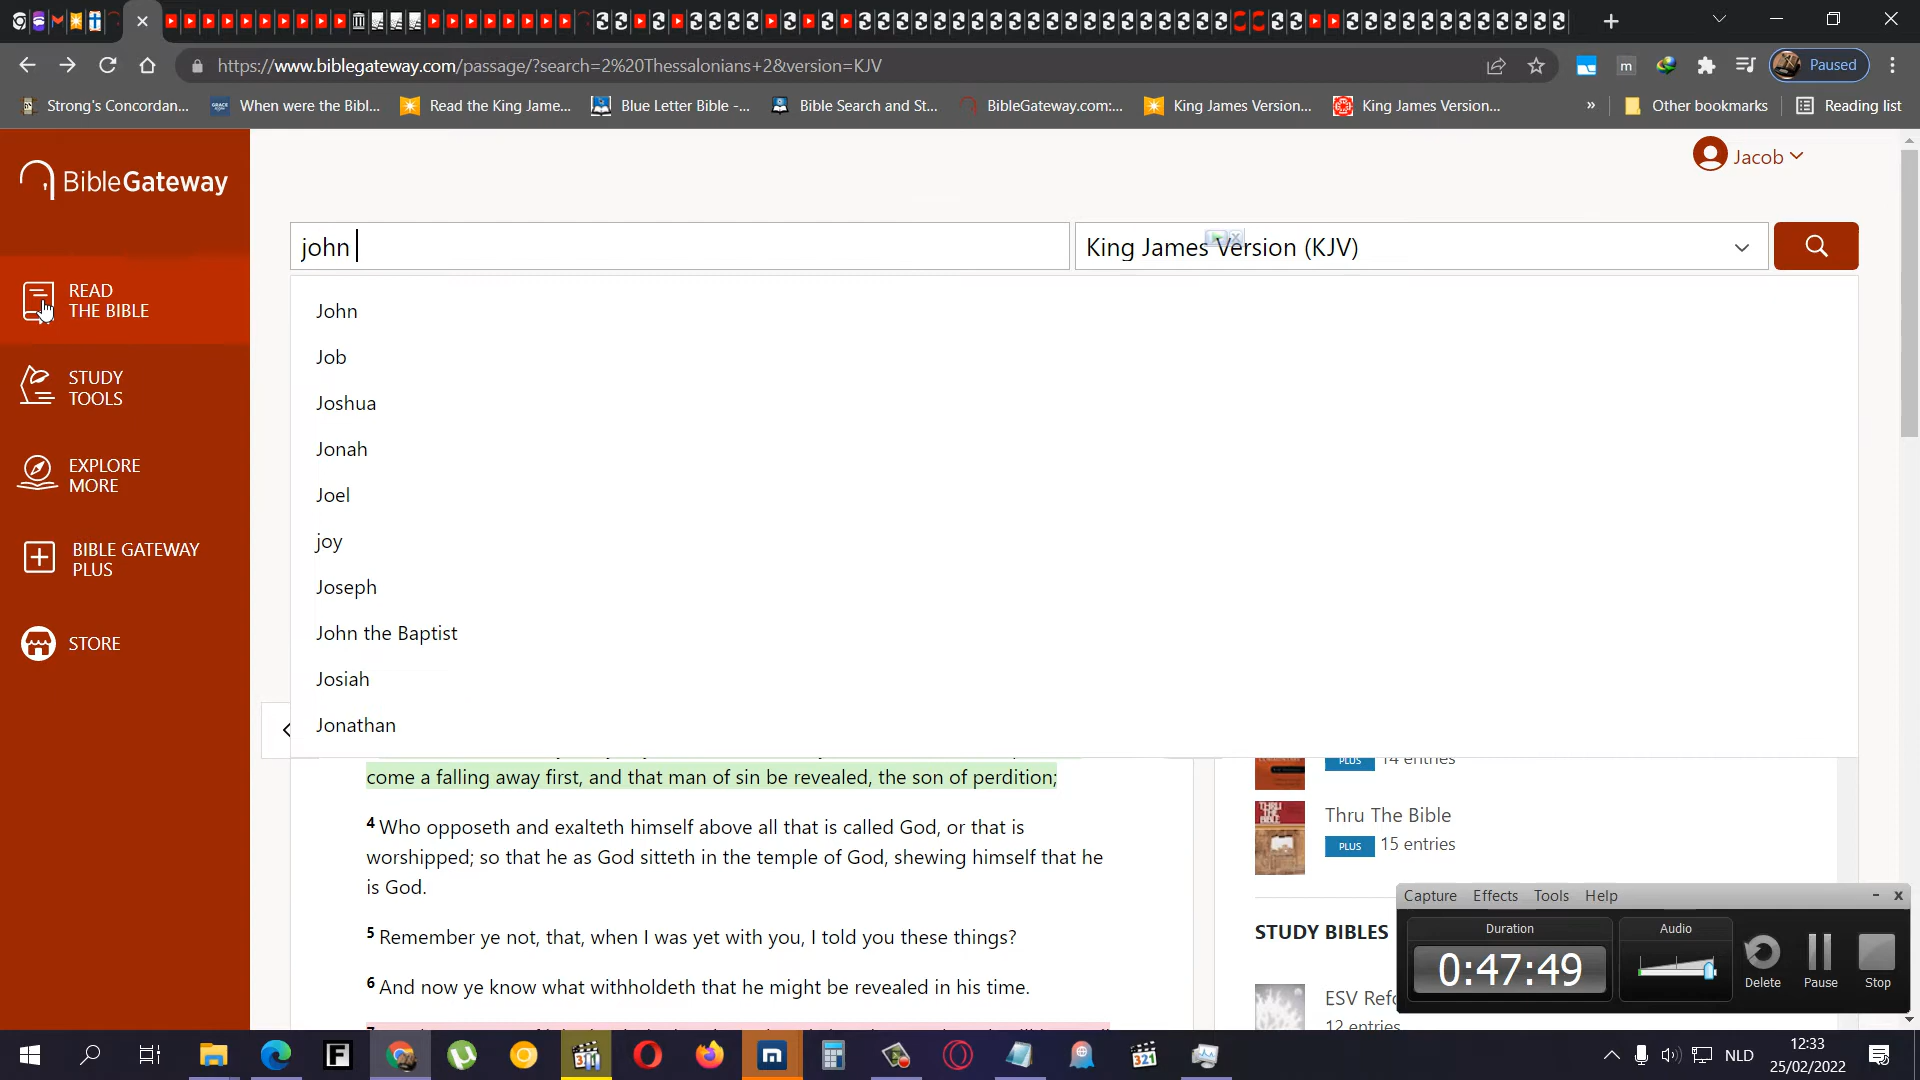 https://www.biblegateway.com/passage/?search=2%20Thessalonians+2&version=KJV
Paused
Strong's Concordan...
When were the Bibl...
Read the King Jame...
Blue Letter Bible -...
Bible Search and St...
BibleGateway.com:...
King James Version...
King James Version...
»
Other bookmarks
Reading list
BibleGateway
Jacob
john
King James Version (KJV)
READ
THE BIBLE
STUDY
TOOLS
EXPLORE
MORE
BIBLE GATEWAY
PLUS
STORE
John
Job
Joshua
Jonah
Joel
joy
Joseph
John the Baptist
Josiah
Jonathan
come a falling away first, and that man of sin be revealed, the son of perdition;
4 Who opposeth and exalteth himself above all that is called God, or that is
worshipped; so that he as God sitteth in the temple of God, shewing himself that he
is God.
5 Remember ye not, that, when I was yet with you, I told you these things?
6 And now ye know what withholdeth that he might be revealed in his time.
PLUS 14 entries
Thru The Bible
PLUS 15 entries
STUDY BIBLES
ESV Refo
12 entries
Capture Effects Tools Help
Duration
Audio
0:47:49
Delete
Pause
Stop
NLD
12:33
25/02/2022